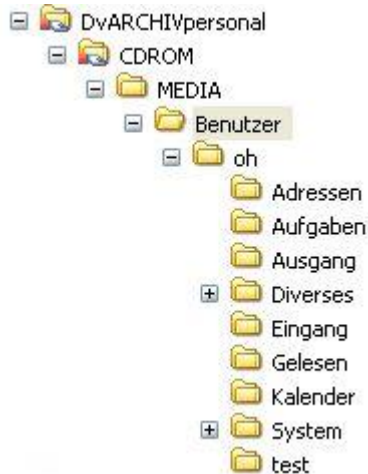 DvARCHIVpersonal
CDROM
MEDIA
Benutzer
oh
Adressen
Aufgaben
Ausgang
Diverses
Eingang
Gelesen
Kalender
System
test